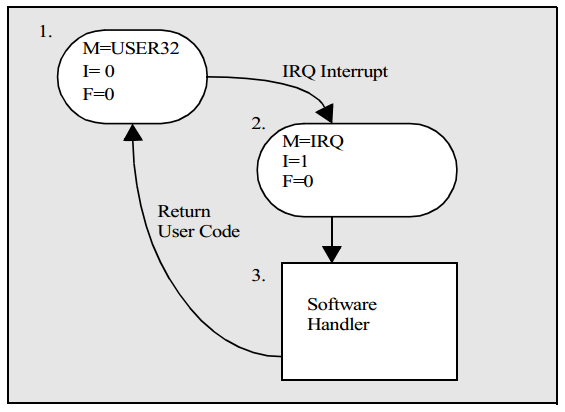 1.
M=USER32
I= 0
F=0
IRQ Interrupt
2.
M=IRQ
I=1
F=0
Return
User Code
3.
Software
Handler